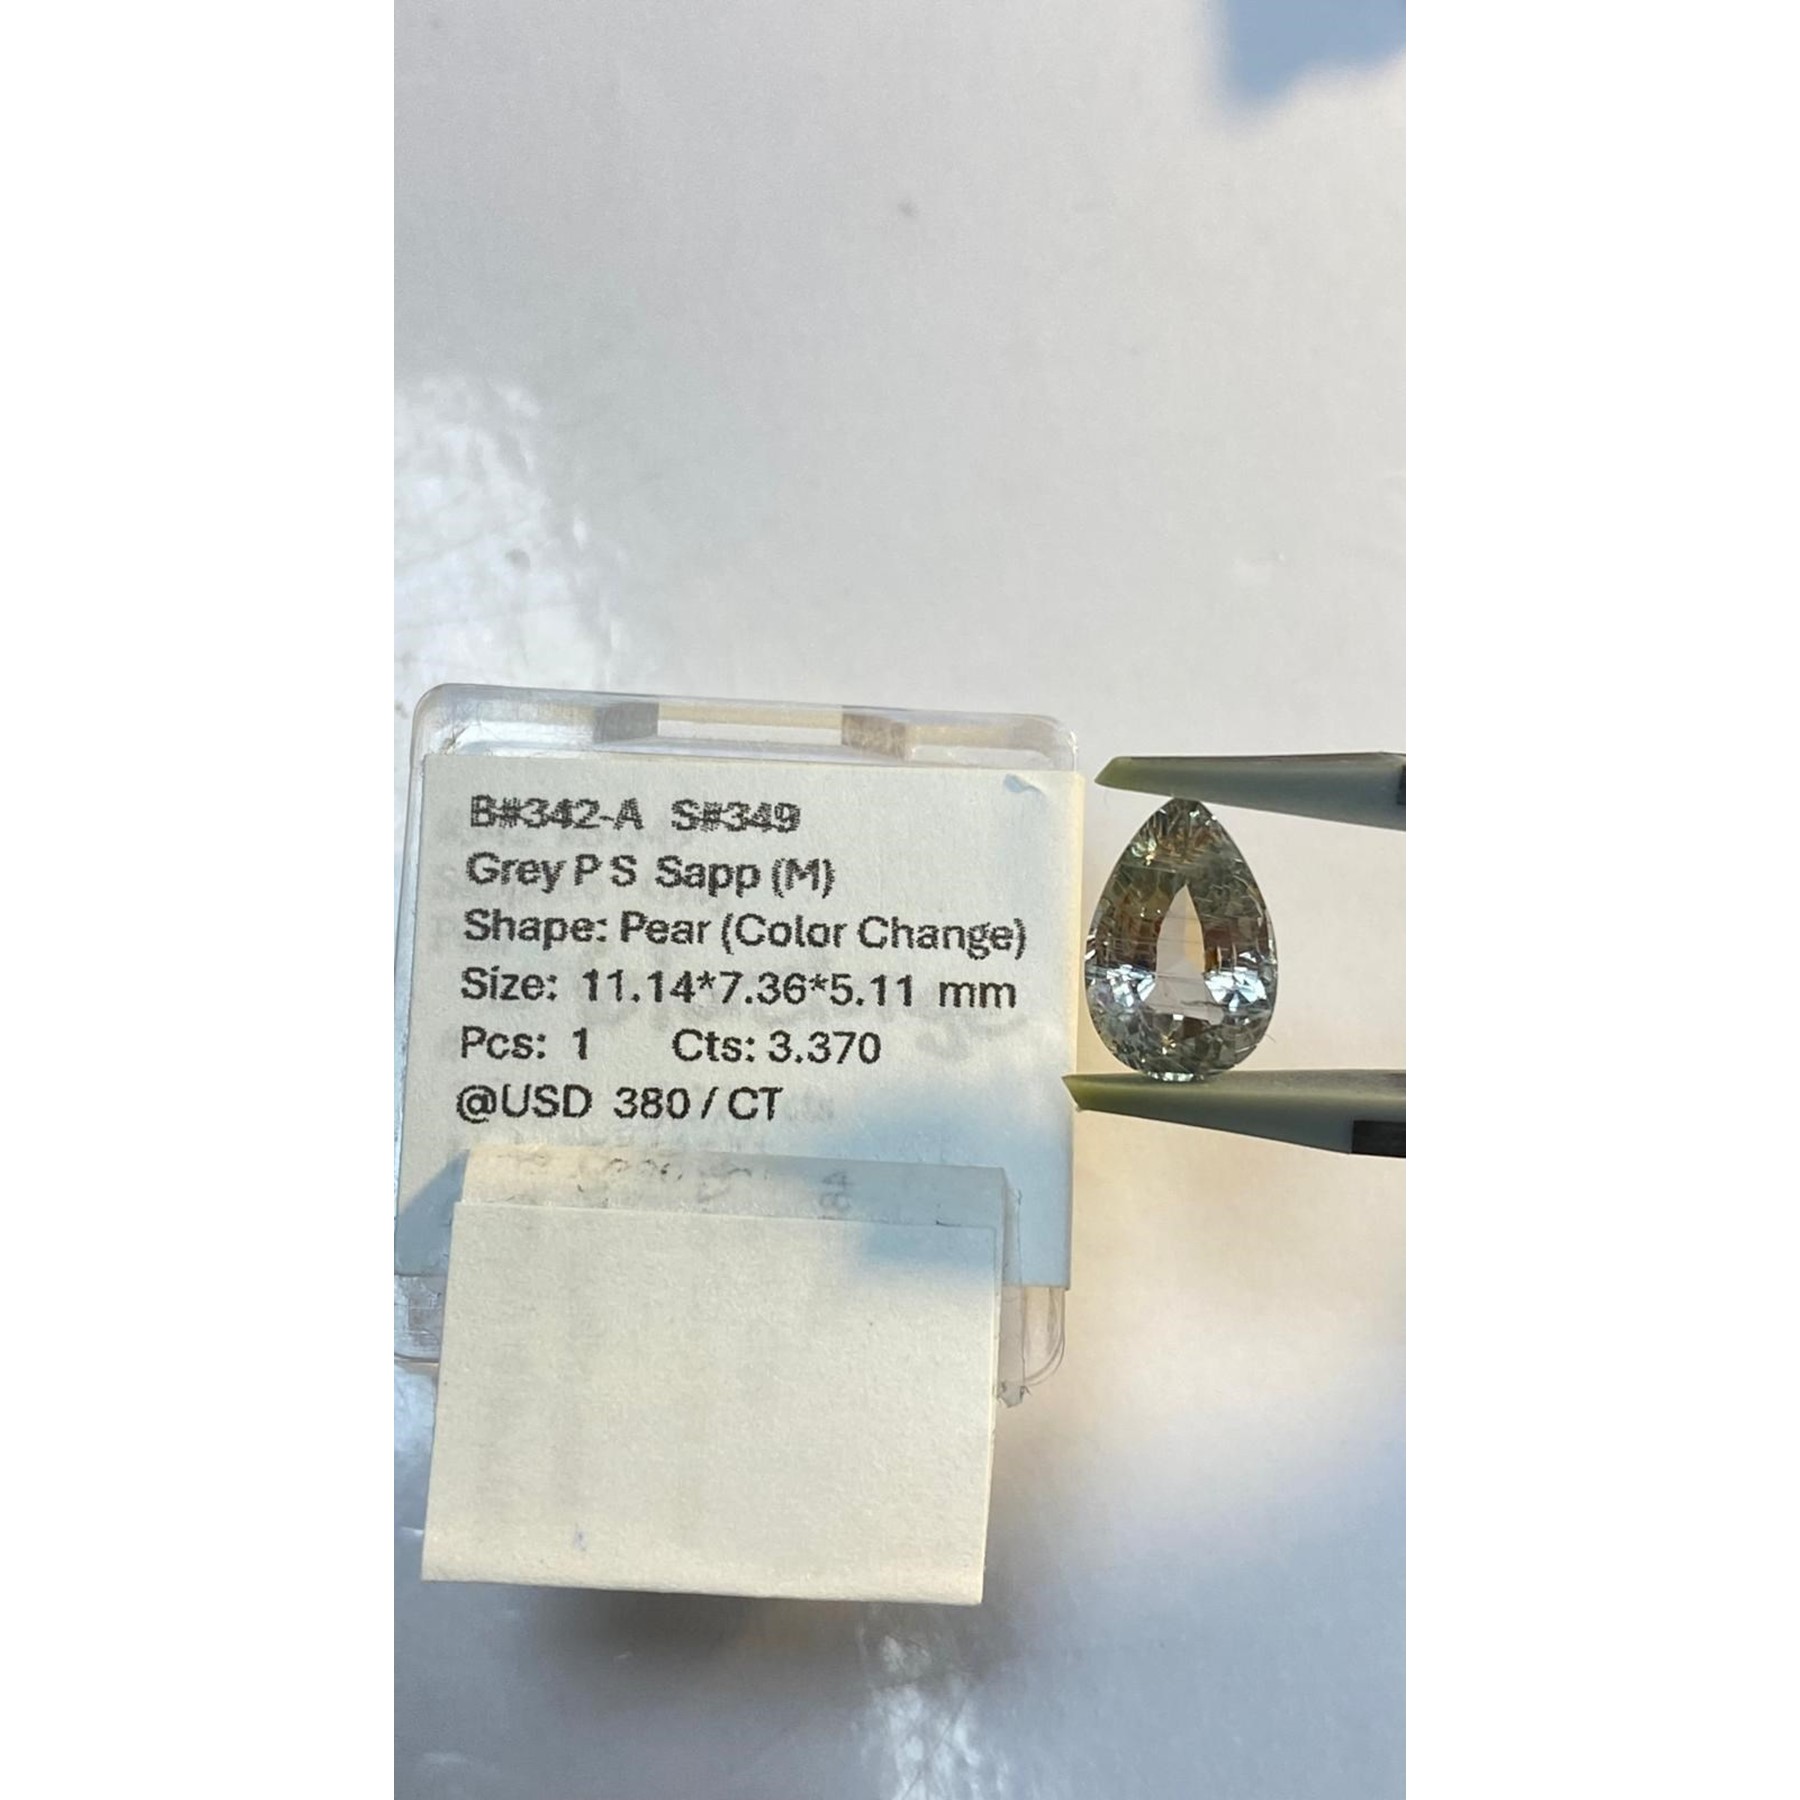 B#342-A S#349
Grey P S Sapp (M)
Shape: Pear (Color Change)
Size: 11.14*7.36*5.11 mm
Pcs: 1 Cts: 3.370
@USD 380 / CT